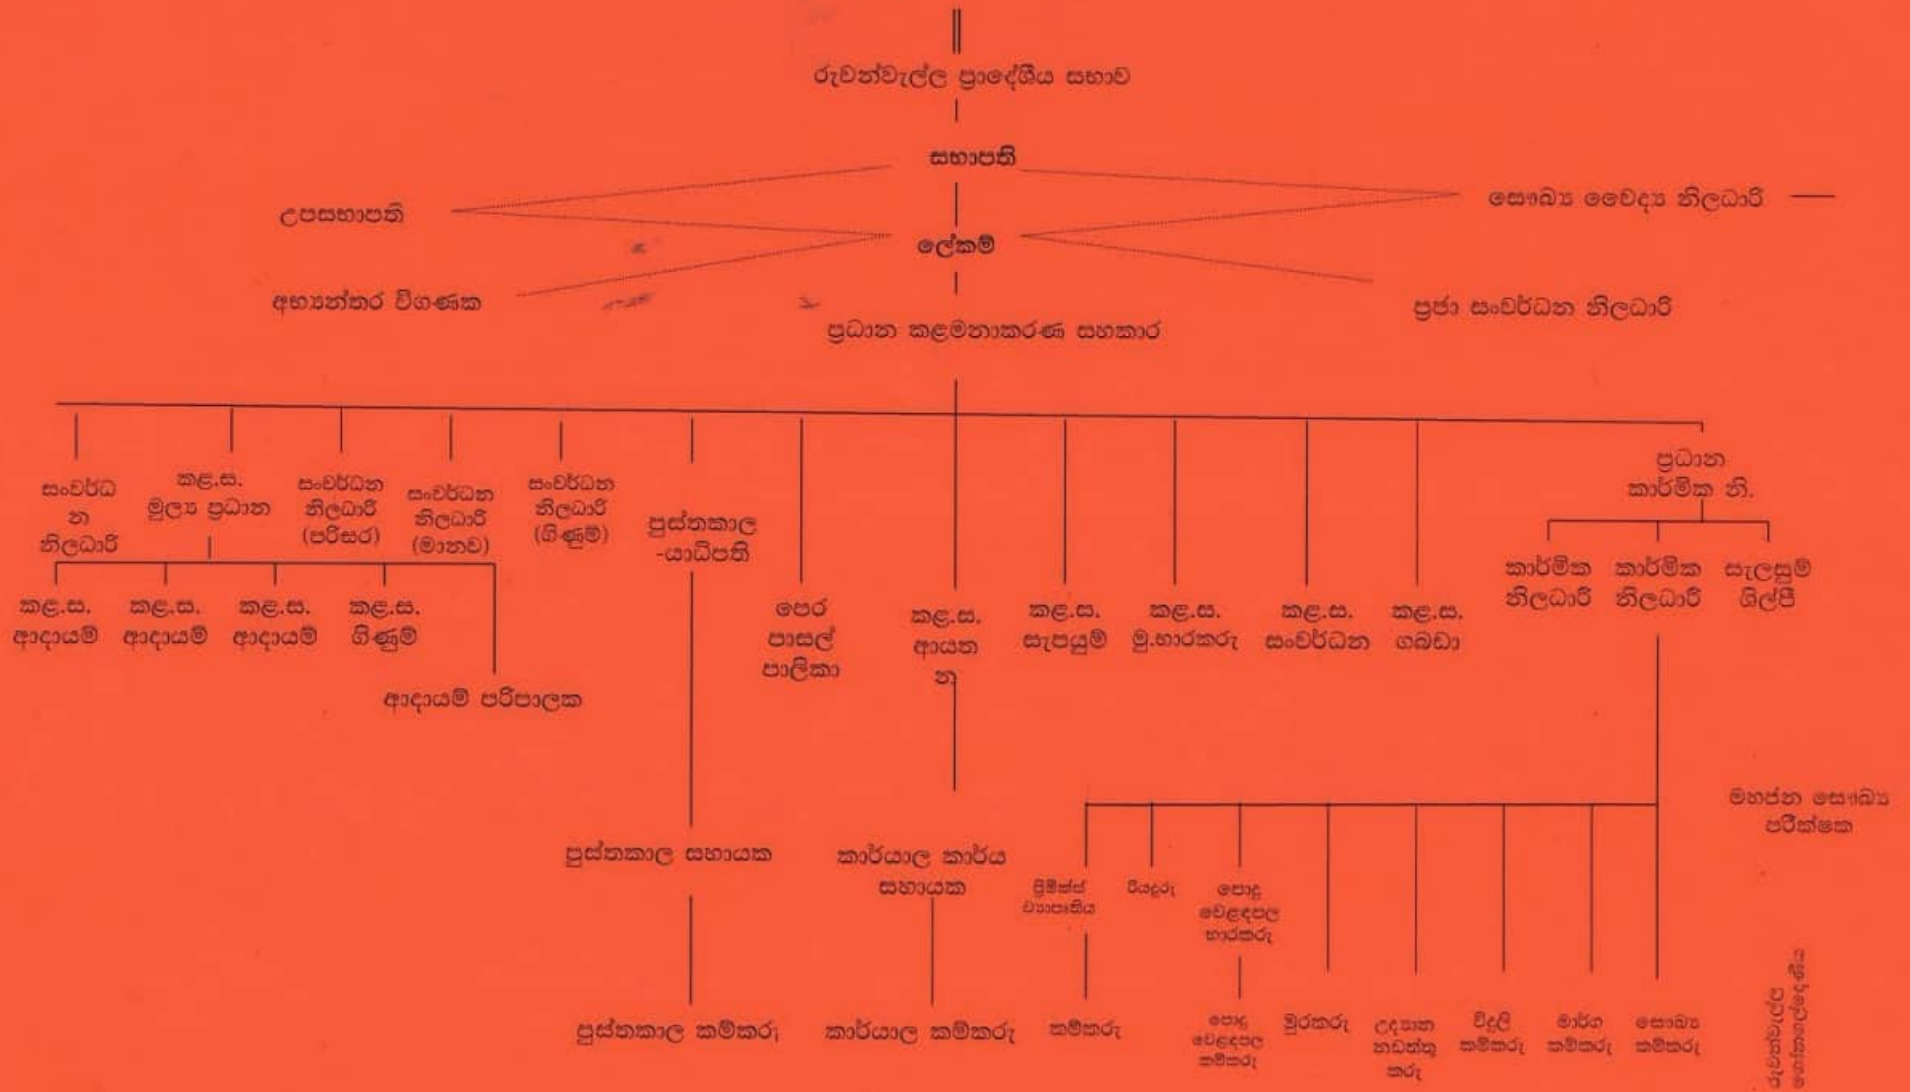 රුවන්වැල්ල ප්‍රාදේශීය සභාව
සභාපති
උපසභාපති
සෞඛ්‍ය වෛද්‍ය නිලධාරි
ලේකම්
අභ්‍යන්තර විගණක
ප්‍රජා සංවර්ධන නිලධාරි
ප්‍රධාන කළමනාකරණ සහකාර
සංවර්ධ
න
නිලධාරි
කළ.ස.
මුල්‍ය ප්‍රධාන
සංවර්ධන
නිලධාරි
(පරිසර)
සංවර්ධන
නිලධාරි
(මානව)
සංවර්ධන
නිලධාරි
(ගිණුම්)
පුස්තකාල
-යාධිපති
ප්‍රධාන
කාර්මික නි.
කාර්මික
නිලධාරි
කාර්මික
නිලධාරි
සැලසුම්
ශිල්පී
කළ.ස.
ආදායම්
කළ.ස.
ආදායම්
කළ.ස.
ආදායම්
කළ.ස.
ගිණුම්
පෙර
පාසල්
පාලිකා
කළ.ස.
ආයත
න
කළ.ස.
සැපයුම්
කළ.ස.
මු.භාරකරු
කළ.ස.
සංවර්ධන
කළ.ස.
ගබඩා
ආදායම් පරිපාලක
මහජන සෞඛ්‍ය
පරීක්ෂක
පුස්තකාල සහායක
කාර්යාල කාර්ය
සහායක
ප්‍රිමික්ස්
ව්‍යාපෘතිය
රියදුරු
පොදු
වෙළඳපල
භාරකරු
පුස්තකාල කම්කරු
කාර්යාල කම්කරු
කම්කරු
පොදු
වෙළඳපල
කම්කරු
මුරකරු
උද්‍යාන
නඩත්තු
කරු
විදුලි
කම්කරු
මාර්ග
කම්කරු
සෞඛ්‍ය
කම්කරු
රුවන්වැල්ල
ගෝනගල්දෙණිය